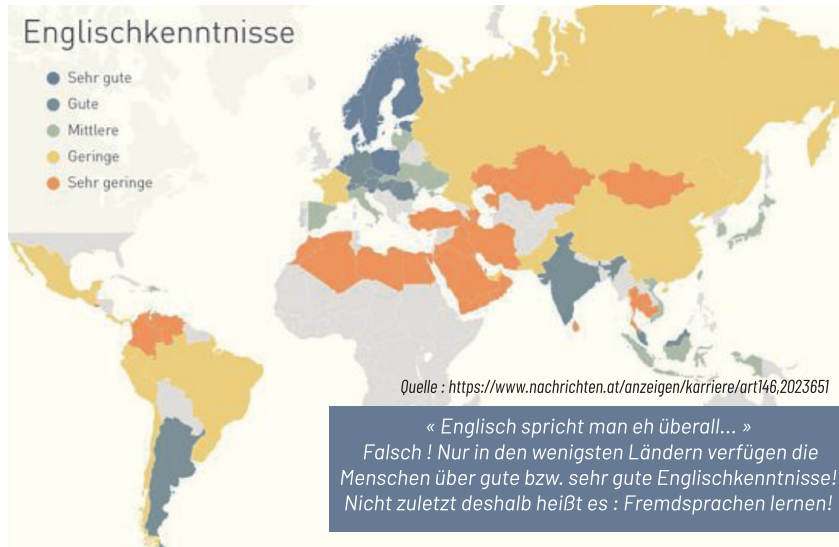 Englischkenntnisse
Sehr gute
Gute
Mittlere
Geringe
Sehr geringe
Quelle : https://www.nachrichten.at/anzeigen/karriere/art146,2023651
« Englisch spricht man eh überall... »
Falsch ! Nur in den wenigsten Ländern verfügen die
Menschen über gute bzw. sehr gute Englischkenntnisse!
Nicht zuletzt deshalb heißt es : Fremdsprachen lernen!